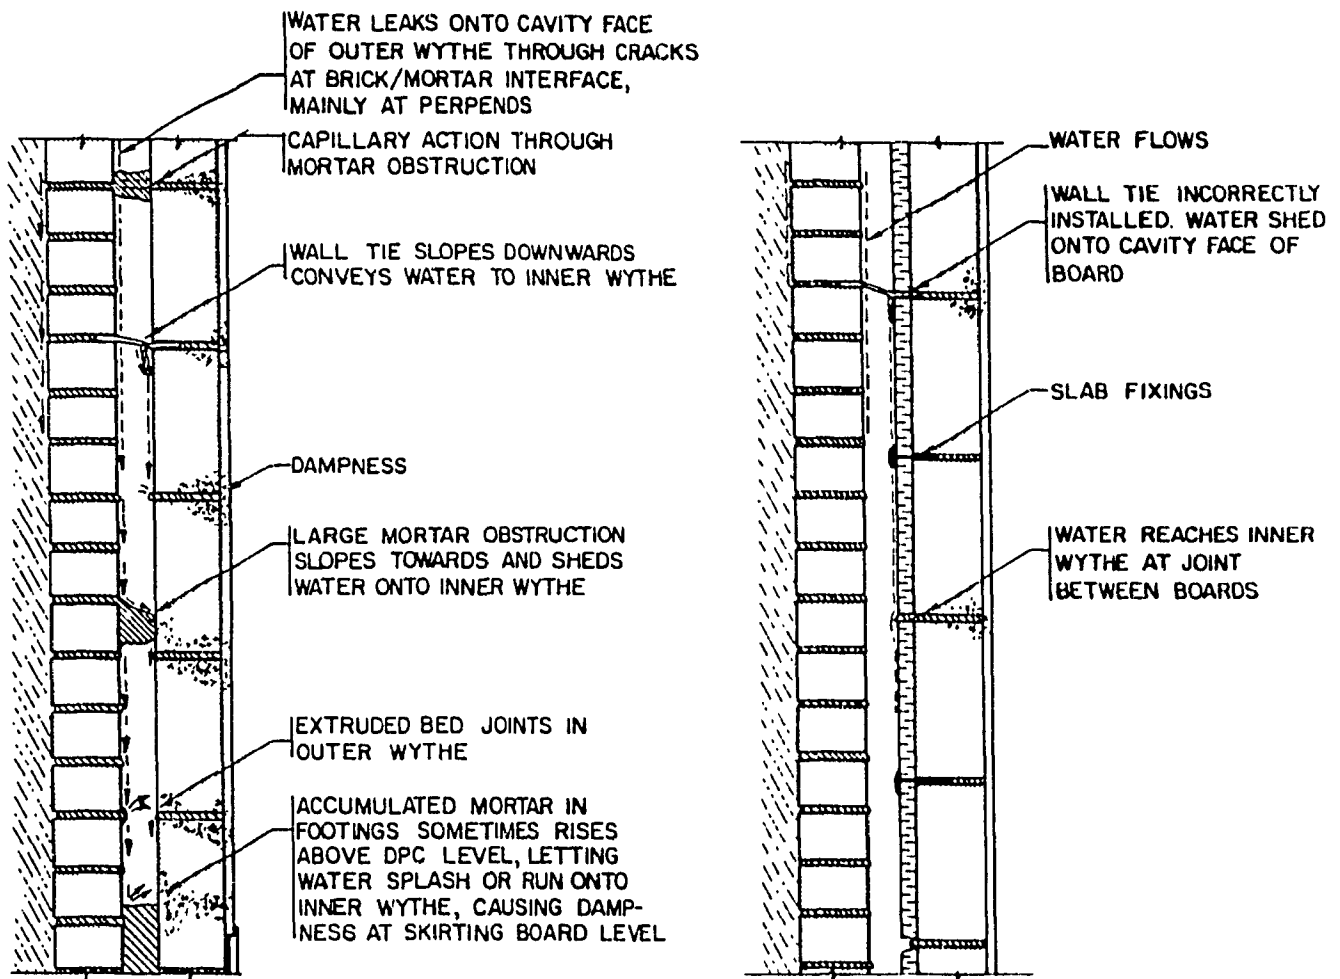 WATER LEAKS ONTO CAVITY FACE
OF OUTER WYTHE THROUGH CRACKS
AT BRICK/MORTAR INTERFACE,
MAINLY AT PERPENDS
CAPILLARY ACTION THROUGH
MORTAR OBSTRUCTION
WALL TIE SLOPES DOWNWARDS
CONVEYS WATER TO INNER WYTHE
DAMPNESS
LARGE MORTAR OBSTRUCTION
SLOPES TOWARDS AND SHEDS
WATER ONTO INNER WYTHE
EXTRUDED BED JOINTS IN
OUTER WYTHE
ACCUMULATED MORTAR IN
FOOTINGS SOMETIMES RISES
ABOVE DPC LEVEL, LETTING
WATER SPLASH OR RUN ONTO
INNER WYTHE, CAUSING DAMP-
NESS AT SKIRTING BOARD LEVEL
WATER FLOWS
WALL TIE INCORRECTLY
INSTALLED. WATER SHED
ONTO CAVITY FACE OF
BOARD
SLAB FIXINGS
WATER REACHES INNER
WYTHE AT JOINT
BETWEEN BOARDS